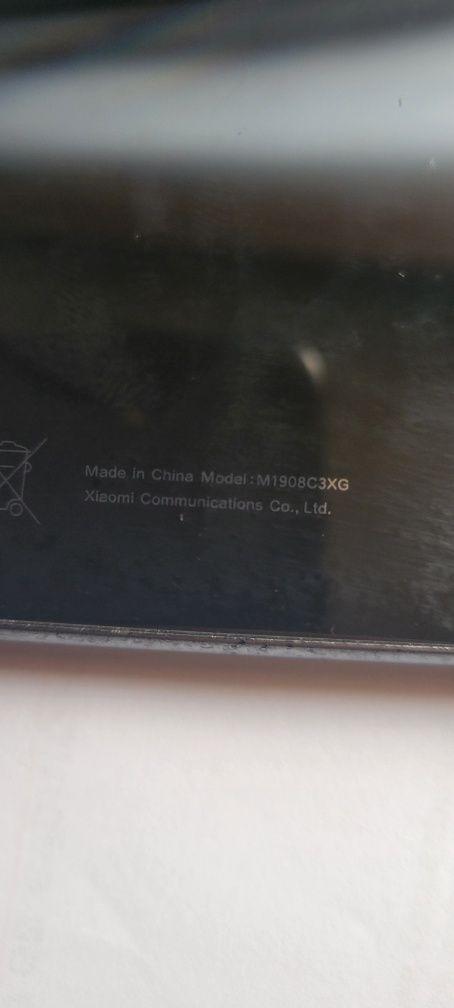 Made in China Model:M1908C3XG
Xiaomi Communications Co., Ltd.